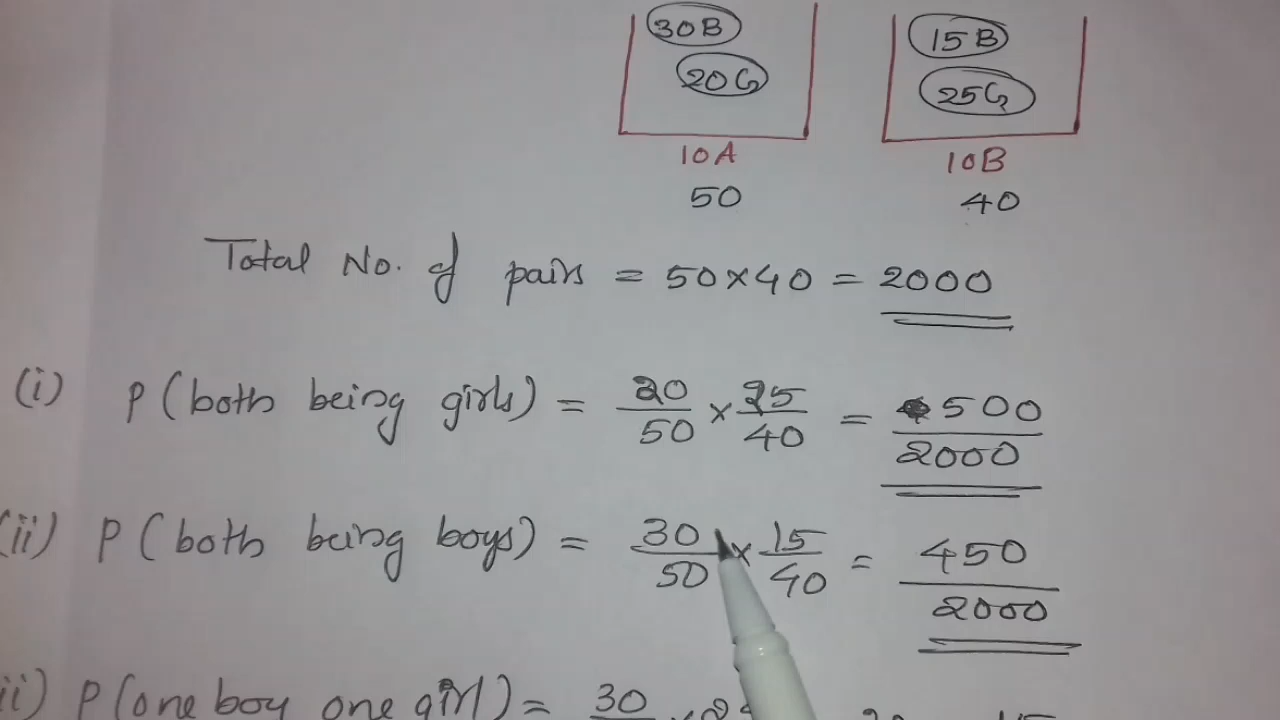 30B 15B
20G 25G
10A 10B
50 40
Total No. of pairs = 50×40 = 2000
(i) P(both being girls) = 20/50 × 25/40 = 500/2000
(ii) P(both being boys) = 30/50 × 15/40 = 450/2000
ii) P(one boy one girl) = 30